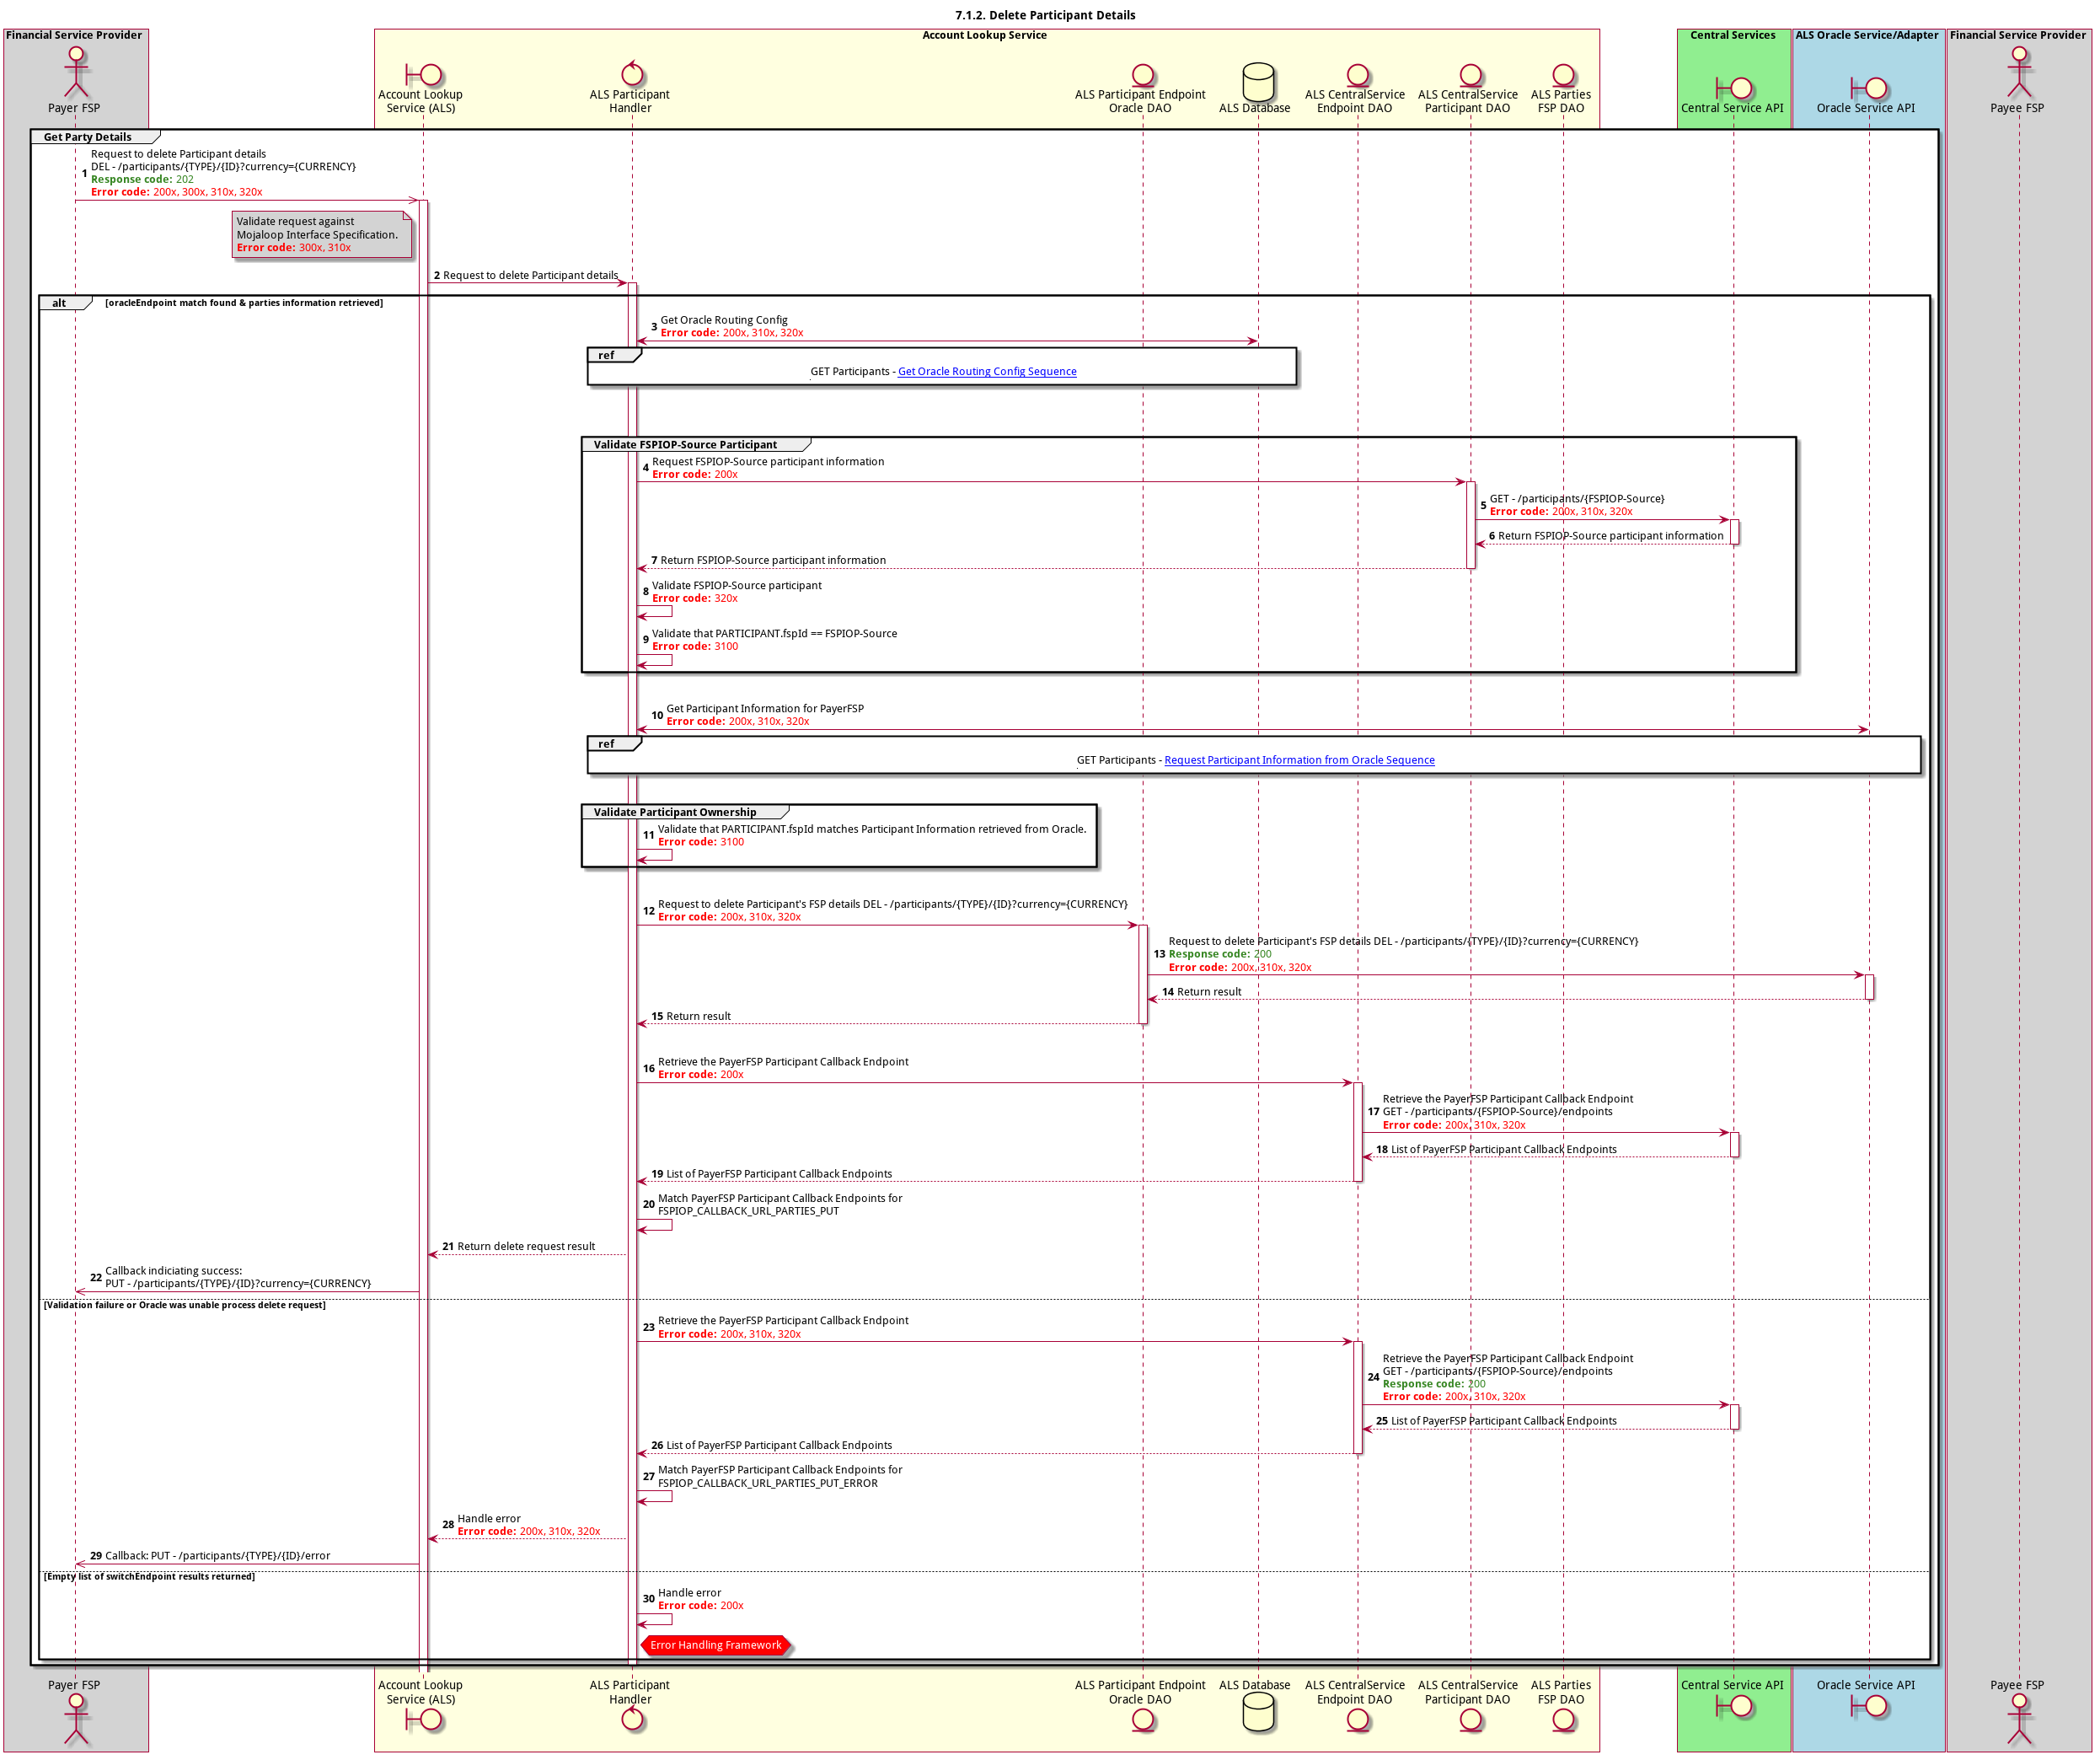 7.1.2. Delete Participant Details
Financial Service Provider
Account Lookup Service
Central Services
ALS Oracle Service/Adapter
Financial Service Provider
Payer FSP
Account Lookup
Service (ALS)
ALS Participant
Handler
ALS Participant Endpoint
Oracle DAO
ALS Database
ALS CentralService
Endpoint DAO
ALS CentralService
Participant DAO
ALS Parties
FSP DAO
Central Service API
Oracle Service API
Payee FSP
Get Party Details
1 Request to delete Participant details
DEL - /participants/{TYPE}/{ID}?currency={CURRENCY}
Response code: 202
Error code: 200x, 300x, 310x, 320x
Validate request against
Mojaloop Interface Specification.
Error code: 300x, 310x
2 Request to delete Participant details
alt [oracleEndpoint match found & parties information retrieved]
3 Get Oracle Routing Config
Error code: 200x, 310x, 320x
ref
GET Participants - Get Oracle Routing Config Sequence
Validate FSPIOP-Source Participant
4 Request FSPIOP-Source participant information
Error code: 200x
5 GET - /participants/{FSPIOP-Source}
Error code: 200x, 310x, 320x
6 Return FSPIOP-Source participant information
7 Return FSPIOP-Source participant information
8 Validate FSPIOP-Source participant
Error code: 320x
9 Validate that PARTICIPANT.fspId == FSPIOP-Source
Error code: 3100
10 Get Participant Information for PayerFSP
Error code: 200x, 310x, 320x
ref
GET Participants - Request Participant Information from Oracle Sequence
Validate Participant Ownership
11 Validate that PARTICIPANT.fspId matches Participant Information retrieved from Oracle.
Error code: 3100
12 Request to delete Participant's FSP details DEL - /participants/{TYPE}/{ID}?currency={CURRENCY}
Error code: 200x, 310x, 320x
13 Request to delete Participant's FSP details DEL - /participants/{TYPE}/{ID}?currency={CURRENCY}
Response code: 200
Error code: 200x, 310x, 320x
14 Return result
15 Return result
16 Retrieve the PayerFSP Participant Callback Endpoint
Error code: 200x
17 Retrieve the PayerFSP Participant Callback Endpoint
GET - /participants/{FSPIOP-Source}/endpoints
Error code: 200x, 310x, 320x
18 List of PayerFSP Participant Callback Endpoints
19 List of PayerFSP Participant Callback Endpoints
20 Match PayerFSP Participant Callback Endpoints for
FSPIOP_CALLBACK_URL_PARTIES_PUT
21 Return delete request result
22 Callback indiciating success:
PUT - /participants/{TYPE}/{ID}?currency={CURRENCY}
[Validation failure or Oracle was unable process delete request]
23 Retrieve the PayerFSP Participant Callback Endpoint
Error code: 200x, 310x, 320x
24 Retrieve the PayerFSP Participant Callback Endpoint
GET - /participants/{FSPIOP-Source}/endpoints
Response code: 200
Error code: 200x, 310x, 320x
25 List of PayerFSP Participant Callback Endpoints
26 List of PayerFSP Participant Callback Endpoints
27 Match PayerFSP Participant Callback Endpoints for
FSPIOP_CALLBACK_URL_PARTIES_PUT_ERROR
28 Handle error
Error code: 200x, 310x, 320x
29 Callback: PUT - /participants/{TYPE}/{ID}/error
[Empty list of switchEndpoint results returned]
30 Handle error
Error code: 200x
Error Handling Framework
Payer FSP
Account Lookup
Service (ALS)
ALS Participant
Handler
ALS Participant Endpoint
Oracle DAO
ALS Database
ALS CentralService
Endpoint DAO
ALS CentralService
Participant DAO
ALS Parties
FSP DAO
Central Service API
Oracle Service API
Payee FSP